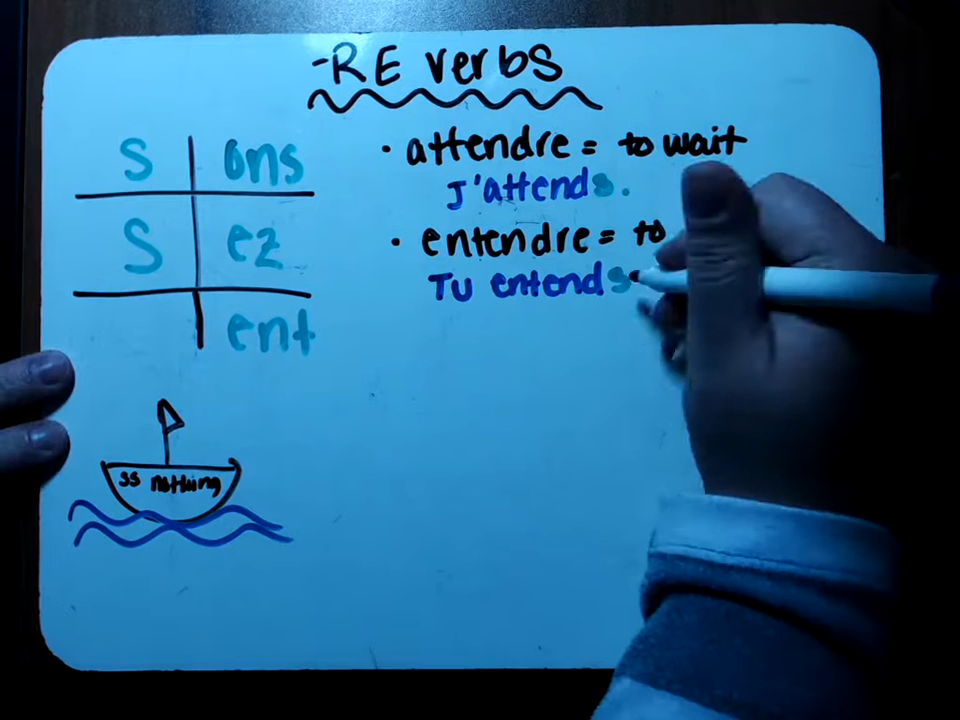 -RE verbs
s ons
s ez
ent
ss nothing
• attendre = to wait
J'attends.
• entendre = to
Tu entends